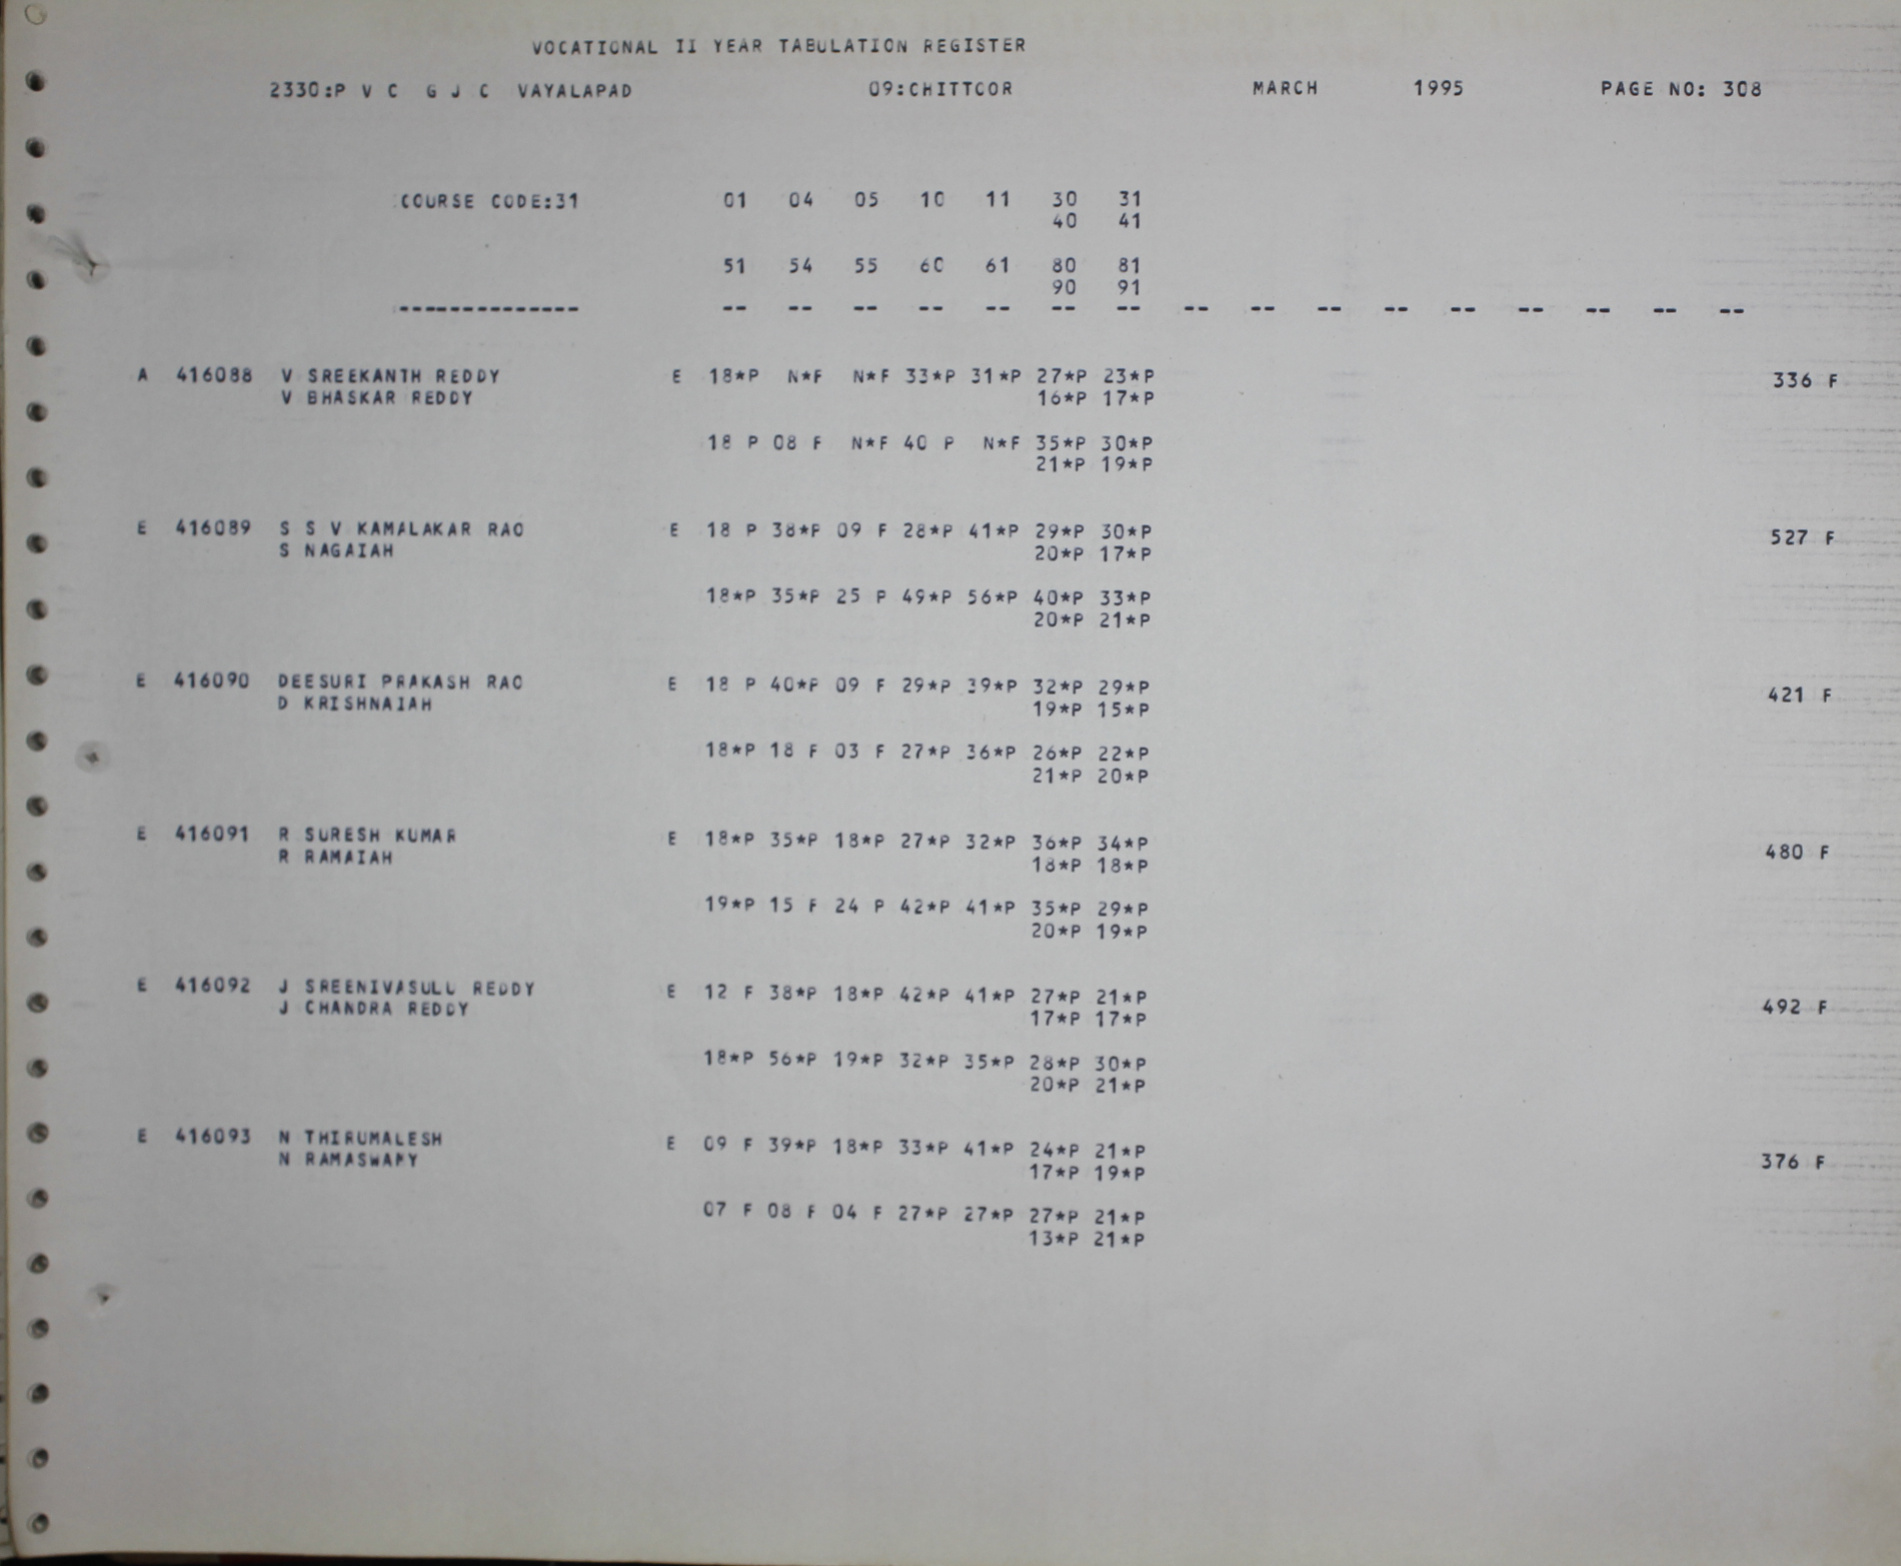 VOCATIONAL II YEAR TABULATION REGISTER
2330:P V C G J C VAYALAPAD 09:CHITTOOR MARCH 1995 PAGE NO: 308
COURSE CODE:31 01 04 05 10 11 30 31
40 41
51 54 55 60 61 80 81
90 91
-------------- -- -- -- -- -- -- -- -- -- -- -- -- -- -- -- --
A 416088 V SREEKANTH REDDY E 18*P N*F N*F 33*P 31*P 27*P 23*P 336 F
V BHASKAR REDDY 16*P 17*P
18 P 08 F N*F 40 P N*F 35*P 30*P
21*P 19*P
E 416089 S S V KAMALAKAR RAO E 18 P 38*P 09 F 28*P 41*P 29*P 30*P 527 F
S NAGAIAH 20*P 17*P
18*P 35*P 25 P 49*P 56*P 40*P 33*P
20*P 21*P
E 416090 DEESURI PRAKASH RAO E 18 P 40*P 09 F 29*P 39*P 32*P 29*P 421 F
D KRISHNAIAH 19*P 15*P
18*P 18 F 03 F 27*P 36*P 26*P 22*P
21*P 20*P
E 416091 R SURESH KUMAR E 18*P 35*P 18*P 27*P 32*P 36*P 34*P 480 F
R RAMAIAH 18*P 18*P
19*P 15 F 24 P 42*P 41*P 35*P 29*P
20*P 19*P
E 416092 J SREENIVASULU REDDY E 12 F 38*P 18*P 42*P 41*P 27*P 21*P 492 F
J CHANDRA REDDY 17*P 17*P
18*P 56*P 19*P 32*P 35*P 28*P 30*P
20*P 21*P
E 416093 N THIRUMALESH E 09 F 39*P 18*P 33*P 41*P 24*P 21*P 376 F
N RAMASWAMY 17*P 19*P
07 F 08 F 04 F 27*P 27*P 27*P 21*P
13*P 21*P